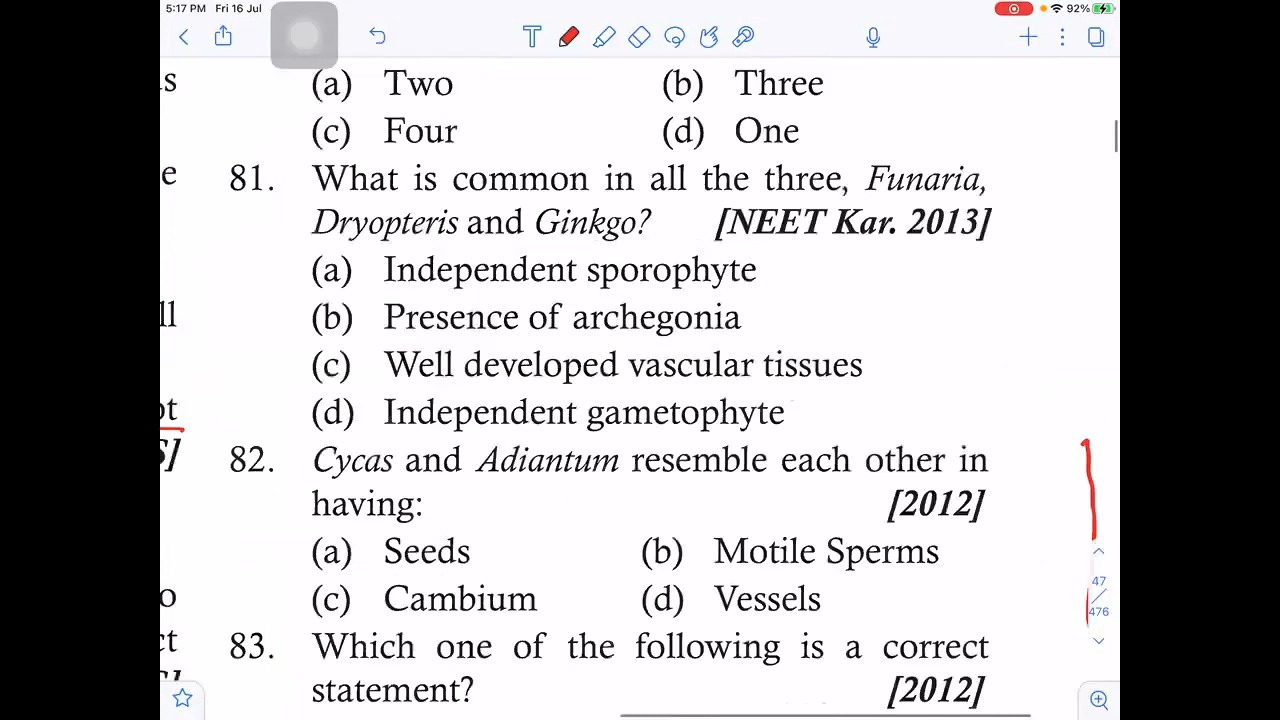 5:17 PM Fri 16 Jul
92%
T
(a) Two (b) Three
(c) Four (d) One
81. What is common in all the three, Funaria,
Dryopteris and Ginkgo? [NEET Kar. 2013]
(a) Independent sporophyte
(b) Presence of archegonia
(c) Well developed vascular tissues
(d) Independent gametophyte
82. Cycas and Adiantum resemble each other in
having: [2012]
(a) Seeds (b) Motile Sperms
(c) Cambium (d) Vessels
83. Which one of the following is a correct
statement? [2012]
47
476